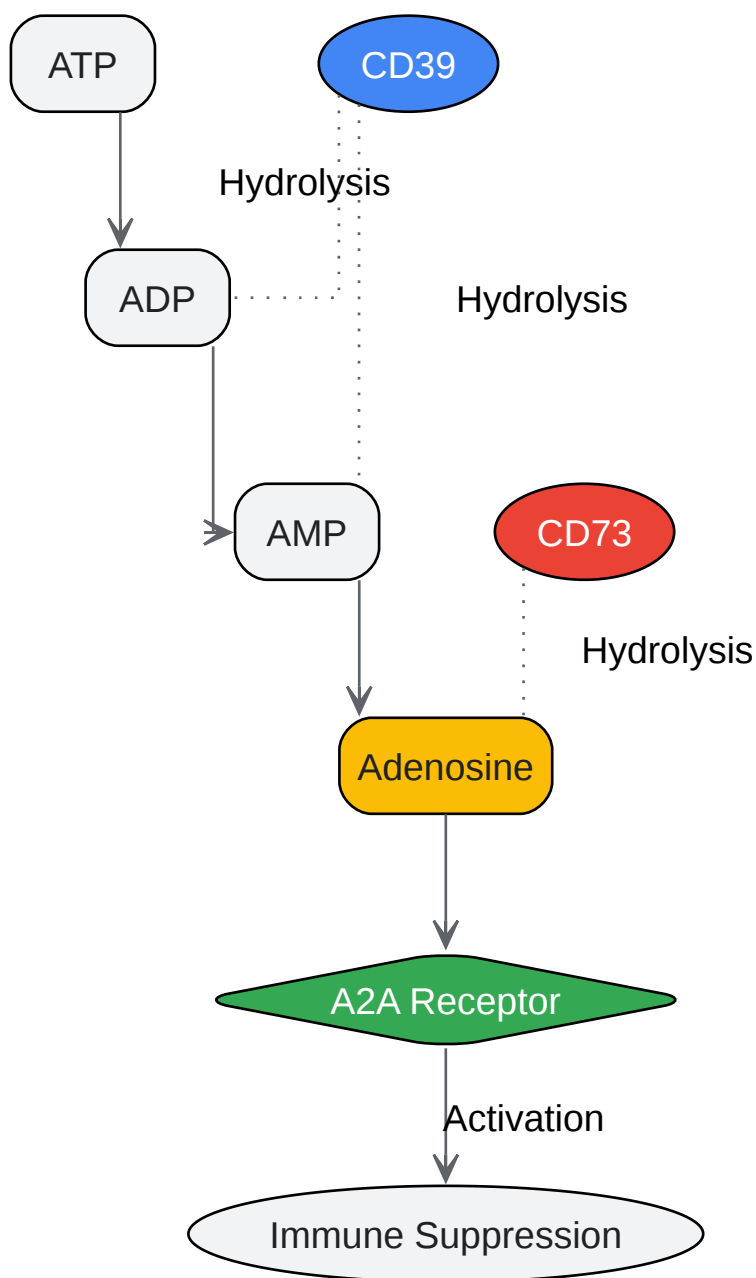 ATP
CD39
Hydrolysis
ADP
Hydrolysis
AMP
CD73
Hydrolysis
Adenosine
A2A Receptor
Activation
Immune Suppression